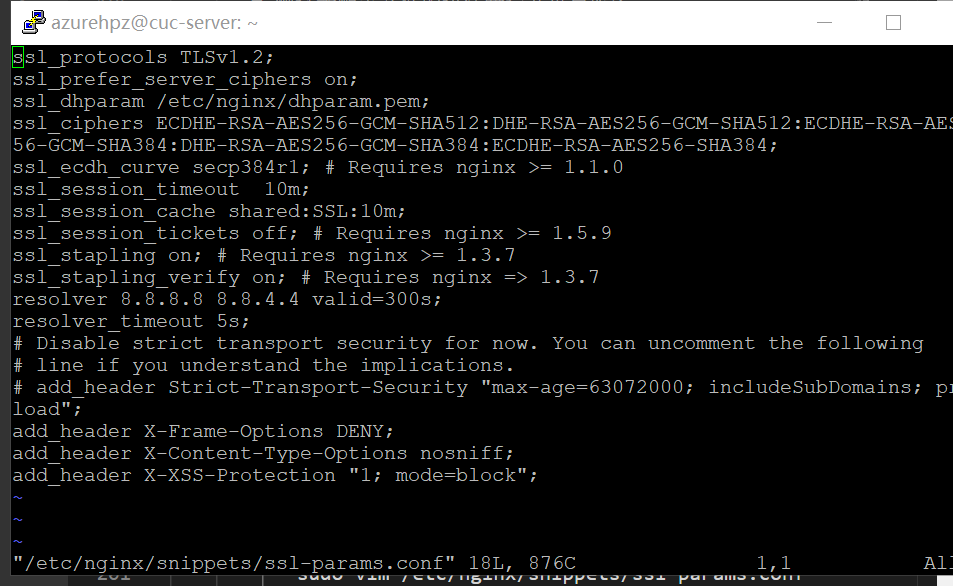 azurehpz@cuc-server: ~
ssl_protocols TLSv1.2;
ssl_prefer_server_ciphers on;
ssl_dhparam /etc/nginx/dhparam.pem;
ssl_ciphers ECDHE-RSA-AES256-GCM-SHA512:DHE-RSA-AES256-GCM-SHA512:ECDHE-RSA-AES
56-GCM-SHA384:DHE-RSA-AES256-GCM-SHA384:ECDHE-RSA-AES256-SHA384;
ssl_ecdh_curve secp384r1; # Requires nginx >= 1.1.0
ssl_session_timeout  10m;
ssl_session_cache shared:SSL:10m;
ssl_session_tickets off; # Requires nginx >= 1.5.9
ssl_stapling on; # Requires nginx >= 1.3.7
ssl_stapling_verify on; # Requires nginx => 1.3.7
resolver 8.8.8.8 8.8.4.4 valid=300s;
resolver_timeout 5s;
# Disable strict transport security for now. You can uncomment the following
# line if you understand the implications.
# add_header Strict-Transport-Security "max-age=63072000; includeSubDomains; pr
load";
add_header X-Frame-Options DENY;
add_header X-Content-Type-Options nosniff;
add_header X-XSS-Protection "1; mode=block";
~
~
~
"/etc/nginx/snippets/ssl-params.conf" 18L, 876C 1,1 All
sudo vim /etc/nginx/snippets/ssl-params.conf